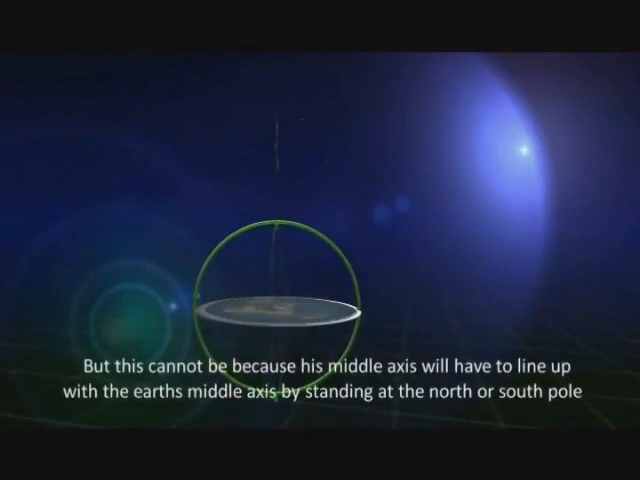 But this cannot be because his middle axis will have to line up
with the earths middle axis by standing at the north or south pole